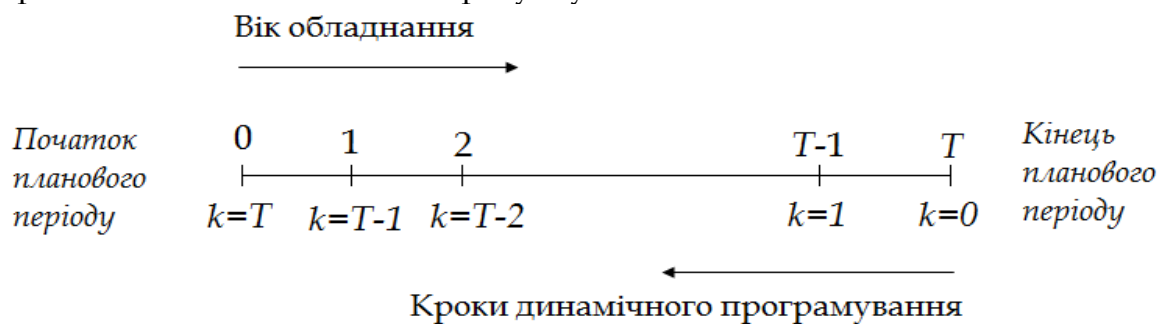 Вік обладнання
Початок
планового
періоду
0 1 2 T-1 T
k=T k=T-1 k=T-2 k=1 k=0
Кінець
планового
періоду
Кроки динамічного програмування